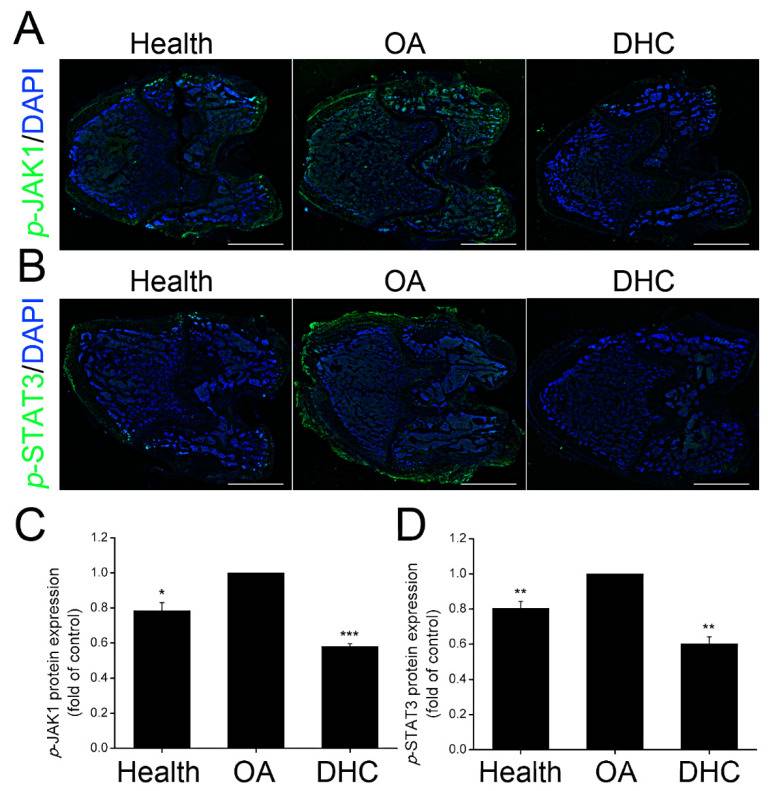 A
Health OA DHC
p-JAK1/DAPI
B
Health OA DHC
p-STAT3/DAPI
C
p-JAK1 protein expression
(fold of control)
1.2
1.0
0.8
0.6
0.4
0.2
0.0
*
***
Health OA DHC
D
p-STAT3 protein expression
(fold of control)
1.2
1.0
0.8
0.6
0.4
0.2
0.0
**
**
Health OA DHC